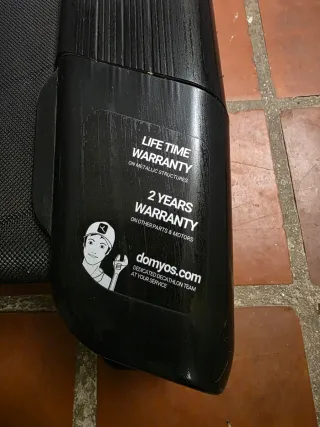 LIFE TIME
WARRANTY
ON METALLIC STRUCTURES
2 YEARS
WARRANTY
ON OTHER PARTS & MOTORS
domyos.com
DEDICATED DECATHLON TEAM
AT YOUR SERVICE